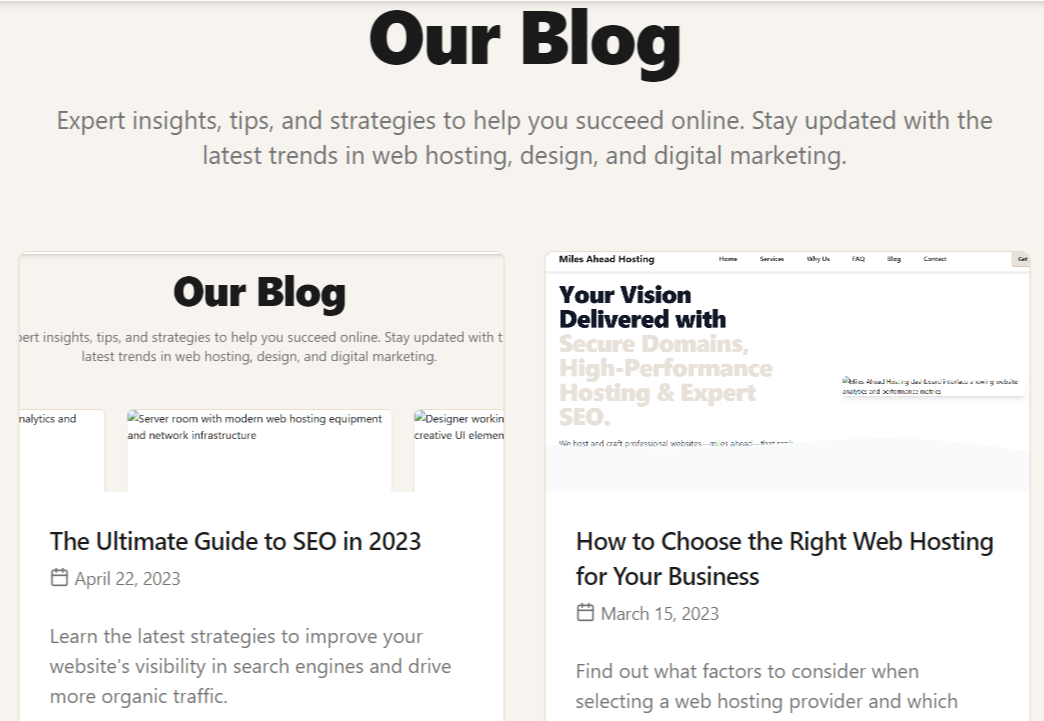 Our Blog
Expert insights, tips, and strategies to help you succeed online. Stay updated with the
latest trends in web hosting, design, and digital marketing.
Our Blog
insights, tips, and strategies to help you succeed online. Stay updated with
latest trends in web hosting, design, and digital marketing.
and
Server room with modern web hosting equipment
and network infrastructure
Designer
creative UI
Miles Ahead Hosting
Home
Services
Why Us
FAQ
Blog
Contact
Get
Your Vision
Delivered with
Secure Domains,
High-Performance
Hosting & Expert
SEO.
Miles Ahead Hosting dashboard interface showing website
analytics and performance metrics
We host and craft professional websites—miles ahead—that rank
The Ultimate Guide to SEO in 2023
April 22, 2023
Learn the latest strategies to improve your
website's visibility in search engines and drive
more organic traffic.
How to Choose the Right Web Hosting
for Your Business
March 15, 2023
Find out what factors to consider when
selecting a web hosting provider and which